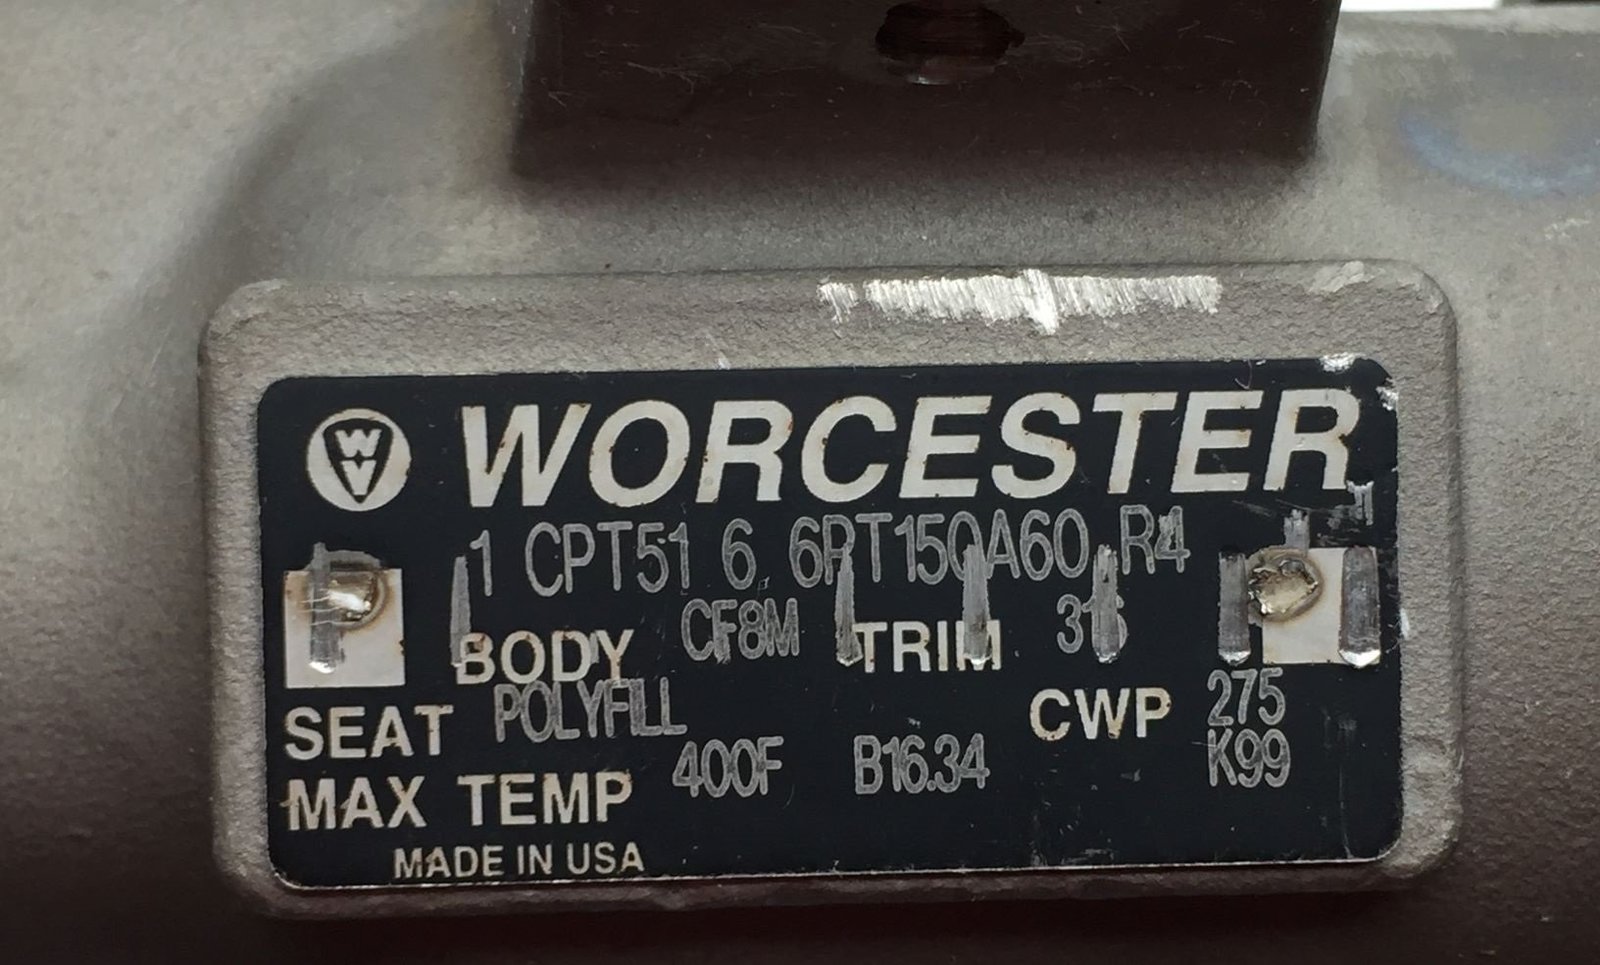 WORCESTER
1 CPT51 6 6PT150A60 R4
BODY CF8M TRIM 316
SEAT POLYFILL CWP 275
MAX TEMP 400F B16.34 K99
MADE IN USA